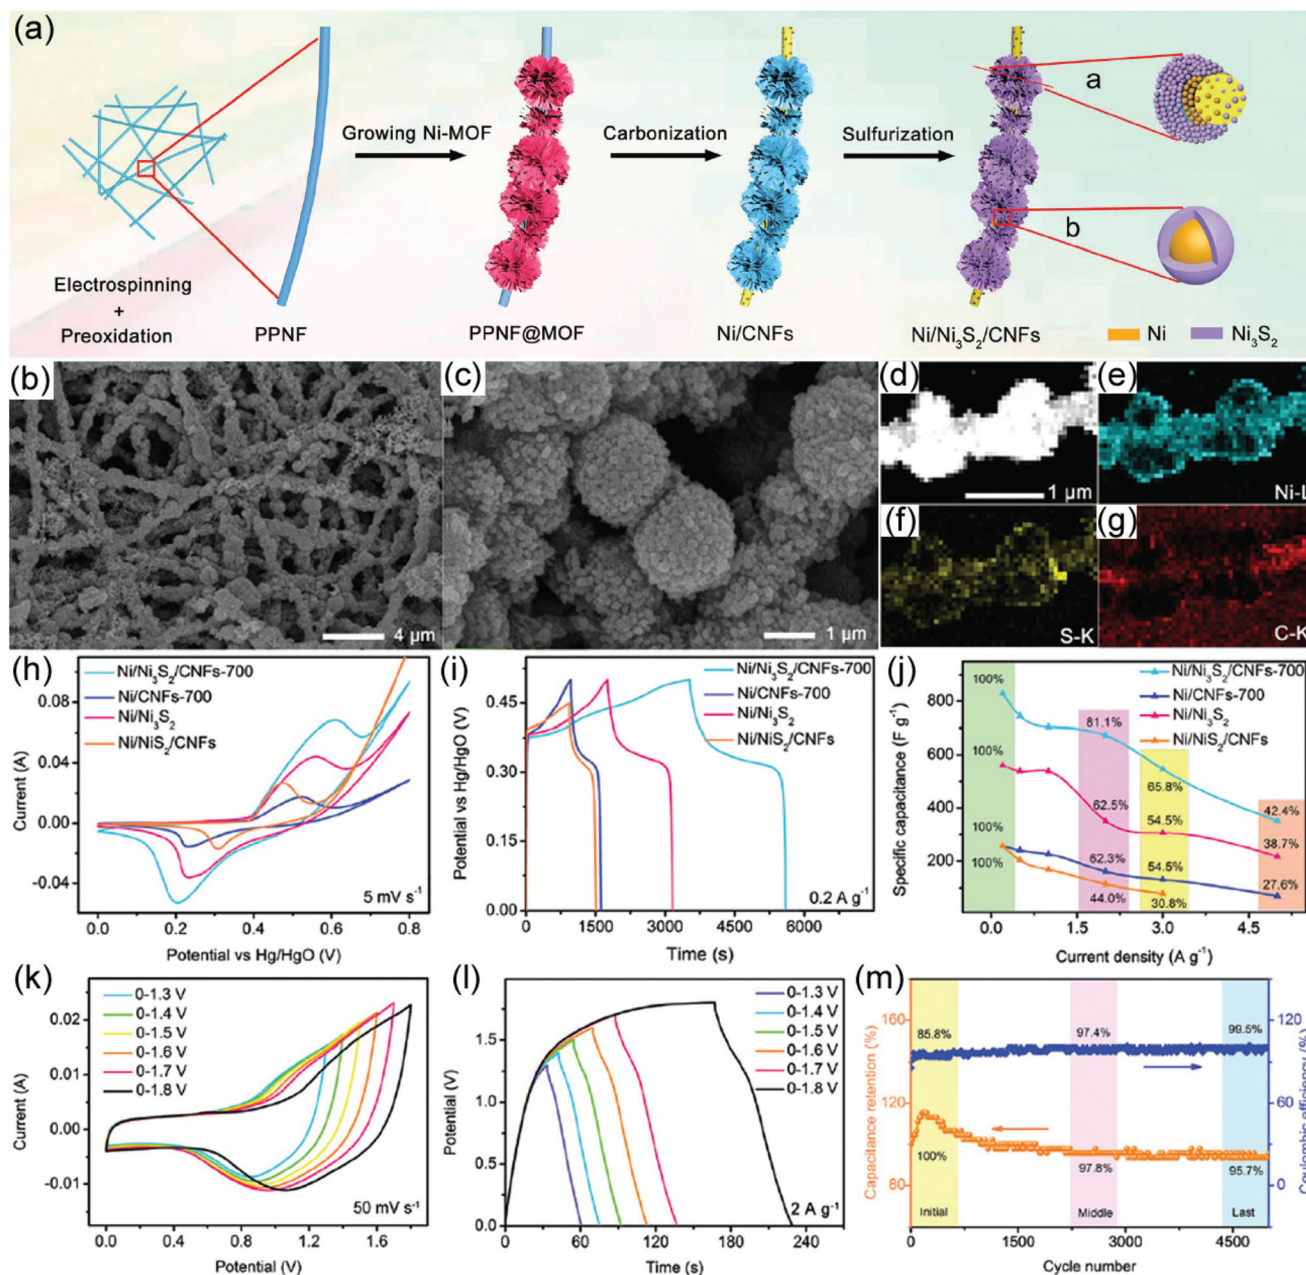 (a)
a
Growing Ni-MOF
Carbonization
Sulfurization
b
Electrospinning
+
Preoxidation
PPNF
PPNF@MOF
Ni/CNFs
Ni/Ni₃S₂/CNFs
Ni
Ni₃S₂
(b)
4 µm
(c)
1 µm
(d)
1 µm
(e)
Ni-L
(f)
S-K
(g)
C-K
(h)
Ni/Ni₃S₂/CNFs-700
Ni/CNFs-700
Ni/Ni₃S₂
Ni/NiS₂/CNFs
0.08
0.04
0.00
-0.04
Current (A)
5 mV s⁻¹
0.0 0.2 0.4 0.6 0.8
Potential vs Hg/HgO (V)
(i)
Ni/Ni₃S₂/CNFs-700
Ni/CNFs-700
Ni/Ni₃S₂
Ni/NiS₂/CNFs
0.45
0.30
0.15
0.00
Potential vs Hg/HgO (V)
0.2 A g⁻¹
0 1500 3000 4500 6000
Time (s)
(j)
Ni/Ni₃S₂/CNFs-700
Ni/CNFs-700
Ni/Ni₃S₂
Ni/NiS₂/CNFs
800
600
400
200
Specific capacitance (F g⁻¹)
100%
81.1%
65.8%
42.4%
100%
62.5%
54.5%
38.7%
100%
62.3%
54.5%
27.6%
100%
44.0%
30.8%
0.0 1.5 3.0 4.5
Current density (A g⁻¹)
(k)
0-1.3 V
0-1.4 V
0-1.5 V
0-1.6 V
0-1.7 V
0-1.8 V
0.02
0.01
0.00
-0.01
Current (A)
50 mV s⁻¹
0.0 0.4 0.8 1.2 1.6
Potential (V)
(l)
0-1.3 V
0-1.4 V
0-1.5 V
0-1.6 V
0-1.7 V
0-1.8 V
1.5
1.0
0.5
0.0
Potential (V)
2 A g⁻¹
0 60 120 180 240
Time (s)
(m)
160
120
80
Capacitance retention (%)
85.8%
97.4%
99.5%
100%
97.8%
95.7%
Initial
Middle
Last
120
60
0
Coulombic efficiency (%)
0 1500 3000 4500
Cycle number